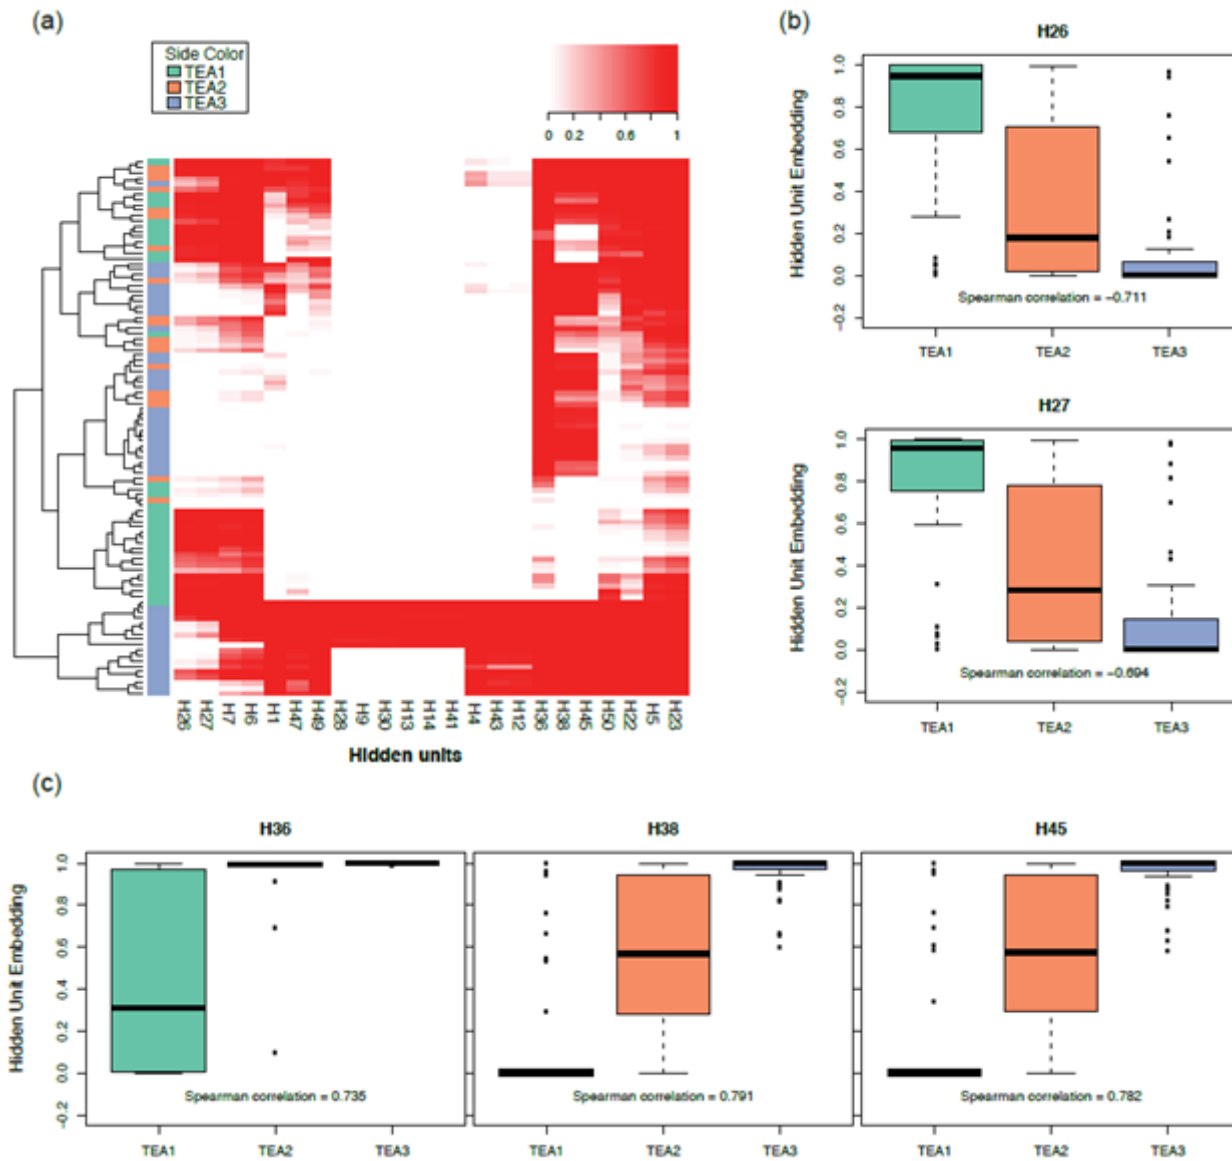 (a)
Side Color
TEA1
TEA2
TEA3
0 0.2 0.6 1
H26 H27 H7 H6 H1 H47 H49 H28 H9 H30 H13 H14 H41 H4 H43 H12 H36 H38 H45 H50 H22 H5 H23
Hidden units
(b)
H26
Hidden Unit Embedding
1.0
0.8
0.6
0.4
0.2
0.0
−0.2
Spearman correlation = −0.711
TEA1 TEA2 TEA3
H27
Hidden Unit Embedding
1.0
0.8
0.6
0.4
0.2
0.0
−0.2
Spearman correlation = −0.694
TEA1 TEA2 TEA3
(c)
H36 H38 H45
Hidden Unit Embedding
1.0
0.8
0.6
0.4
0.2
0.0
−0.2
Spearman correlation = 0.735 Spearman correlation = 0.791 Spearman correlation = 0.782
TEA1 TEA2 TEA3 TEA1 TEA2 TEA3 TEA1 TEA2 TEA3